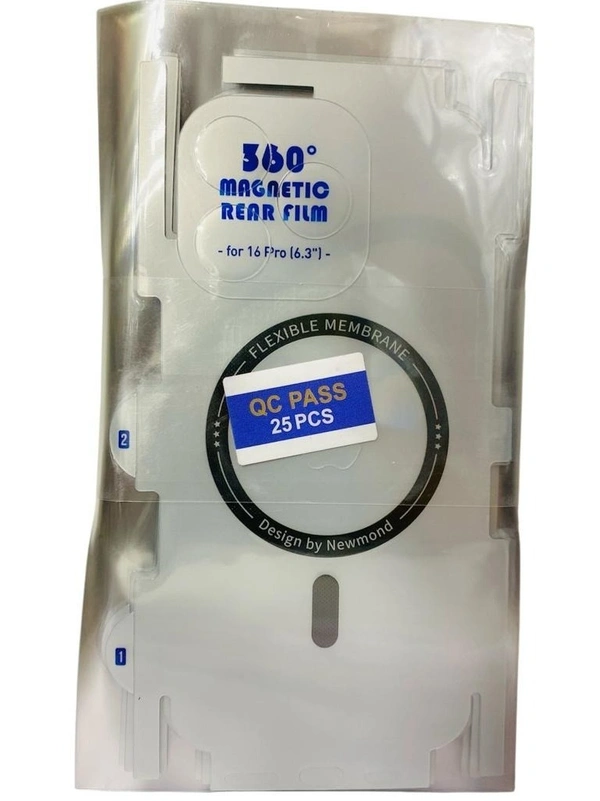 360°
MAGNETIC
REAR FILM
- for 16 Pro (6.3") -
FLEXIBLE MEMBRANE
QC PASS
25 PCS
2
Design by Newmond
1